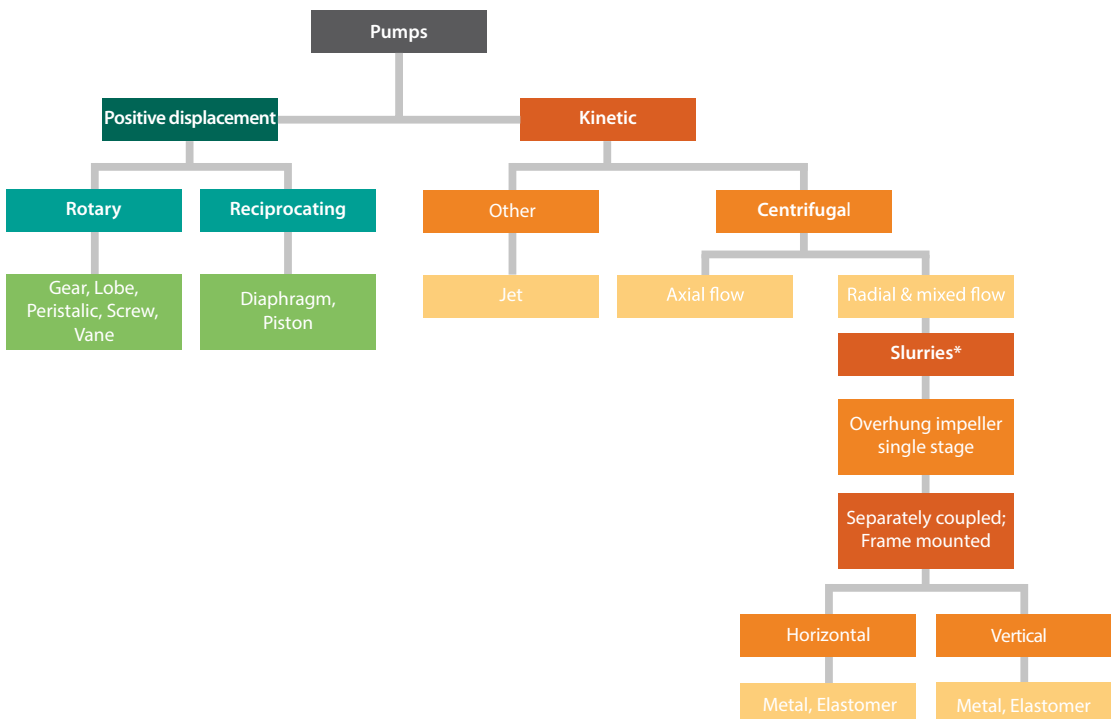 Pumps
Positive displacement
Kinetic
Rotary
Reciprocating
Other
Centrifugal
Gear, Lobe,
Peristalic, Screw,
Vane
Diaphragm,
Piston
Jet
Axial flow
Radial & mixed flow
Slurries*
Overhung impeller
single stage
Separately coupled;
Frame mounted
Horizontal
Vertical
Metal, Elastomer
Metal, Elastomer